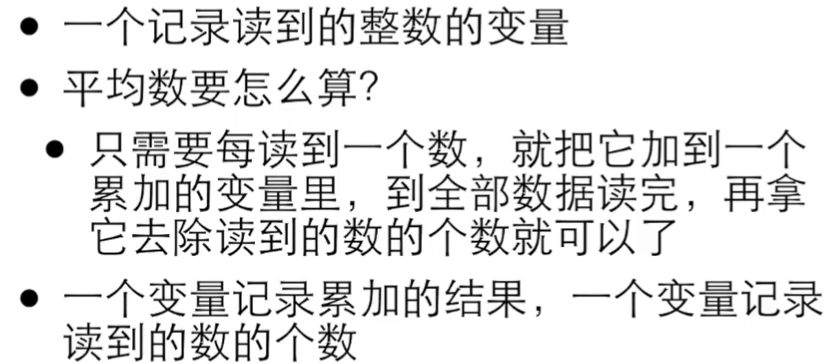 • 一个记录读到的整数的变量
• 平均数要怎么算?
• 只需要每读到一个数，就把它加到一个
累加的变量里，到全部数据读完，再拿
它去除读到的数的个数就可以了
• 一个变量记录累加的结果，一个变量记录
读到的数的个数